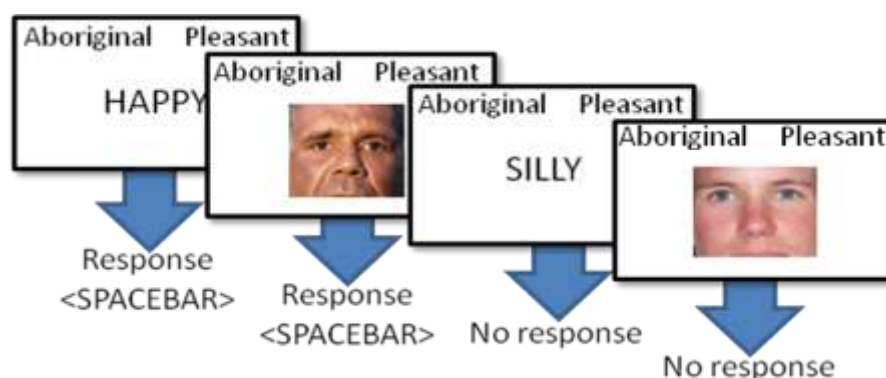 Aboriginal Pleasant
HAPPY
Response
<SPACEBAR>
Aboriginal Pleasant
Response
<SPACEBAR>
Aboriginal Pleasant
SILLY
No response
Aboriginal Pleasant
No response